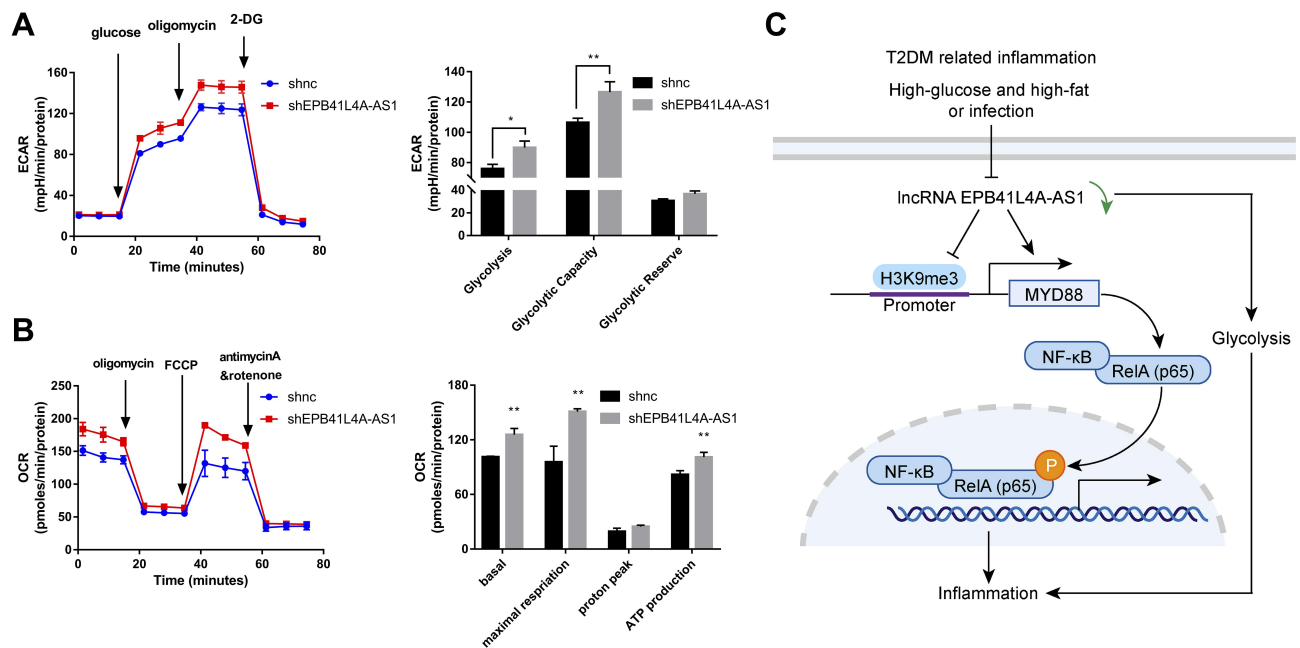 A
glucose
oligomycin
2-DG
ECAR
(mpH/min/protein)
160
120
80
40
0
0
20
40
60
80
Time (minutes)
shnc
shEPB41L4A-AS1
ECAR
(mpH/min/protein)
140
120
100
80
40
20
0
*
**
shnc
shEPB41L4A-AS1
Glycolysis
Glycolytic Capacity
Glycolytic Reserve
B
oligomycin
FCCP
antimycinA
&rotenone
OCR
(pmoles/min/protein)
250
200
150
100
50
0
0
20
40
60
80
Time (minutes)
shnc
shEPB41L4A-AS1
OCR
(pmoles/min/protein)
180
120
60
0
**
**
**
shnc
shEPB41L4A-AS1
basal
maximal respriation
proton peak
ATP production
C
T2DM related inflammation
High-glucose and high-fat
or infection
lncRNA EPB41L4A-AS1
H3K9me3
Promoter
MYD88
Glycolysis
NF-κB
RelA (p65)
P
NF-κB
RelA (p65)
Inflammation